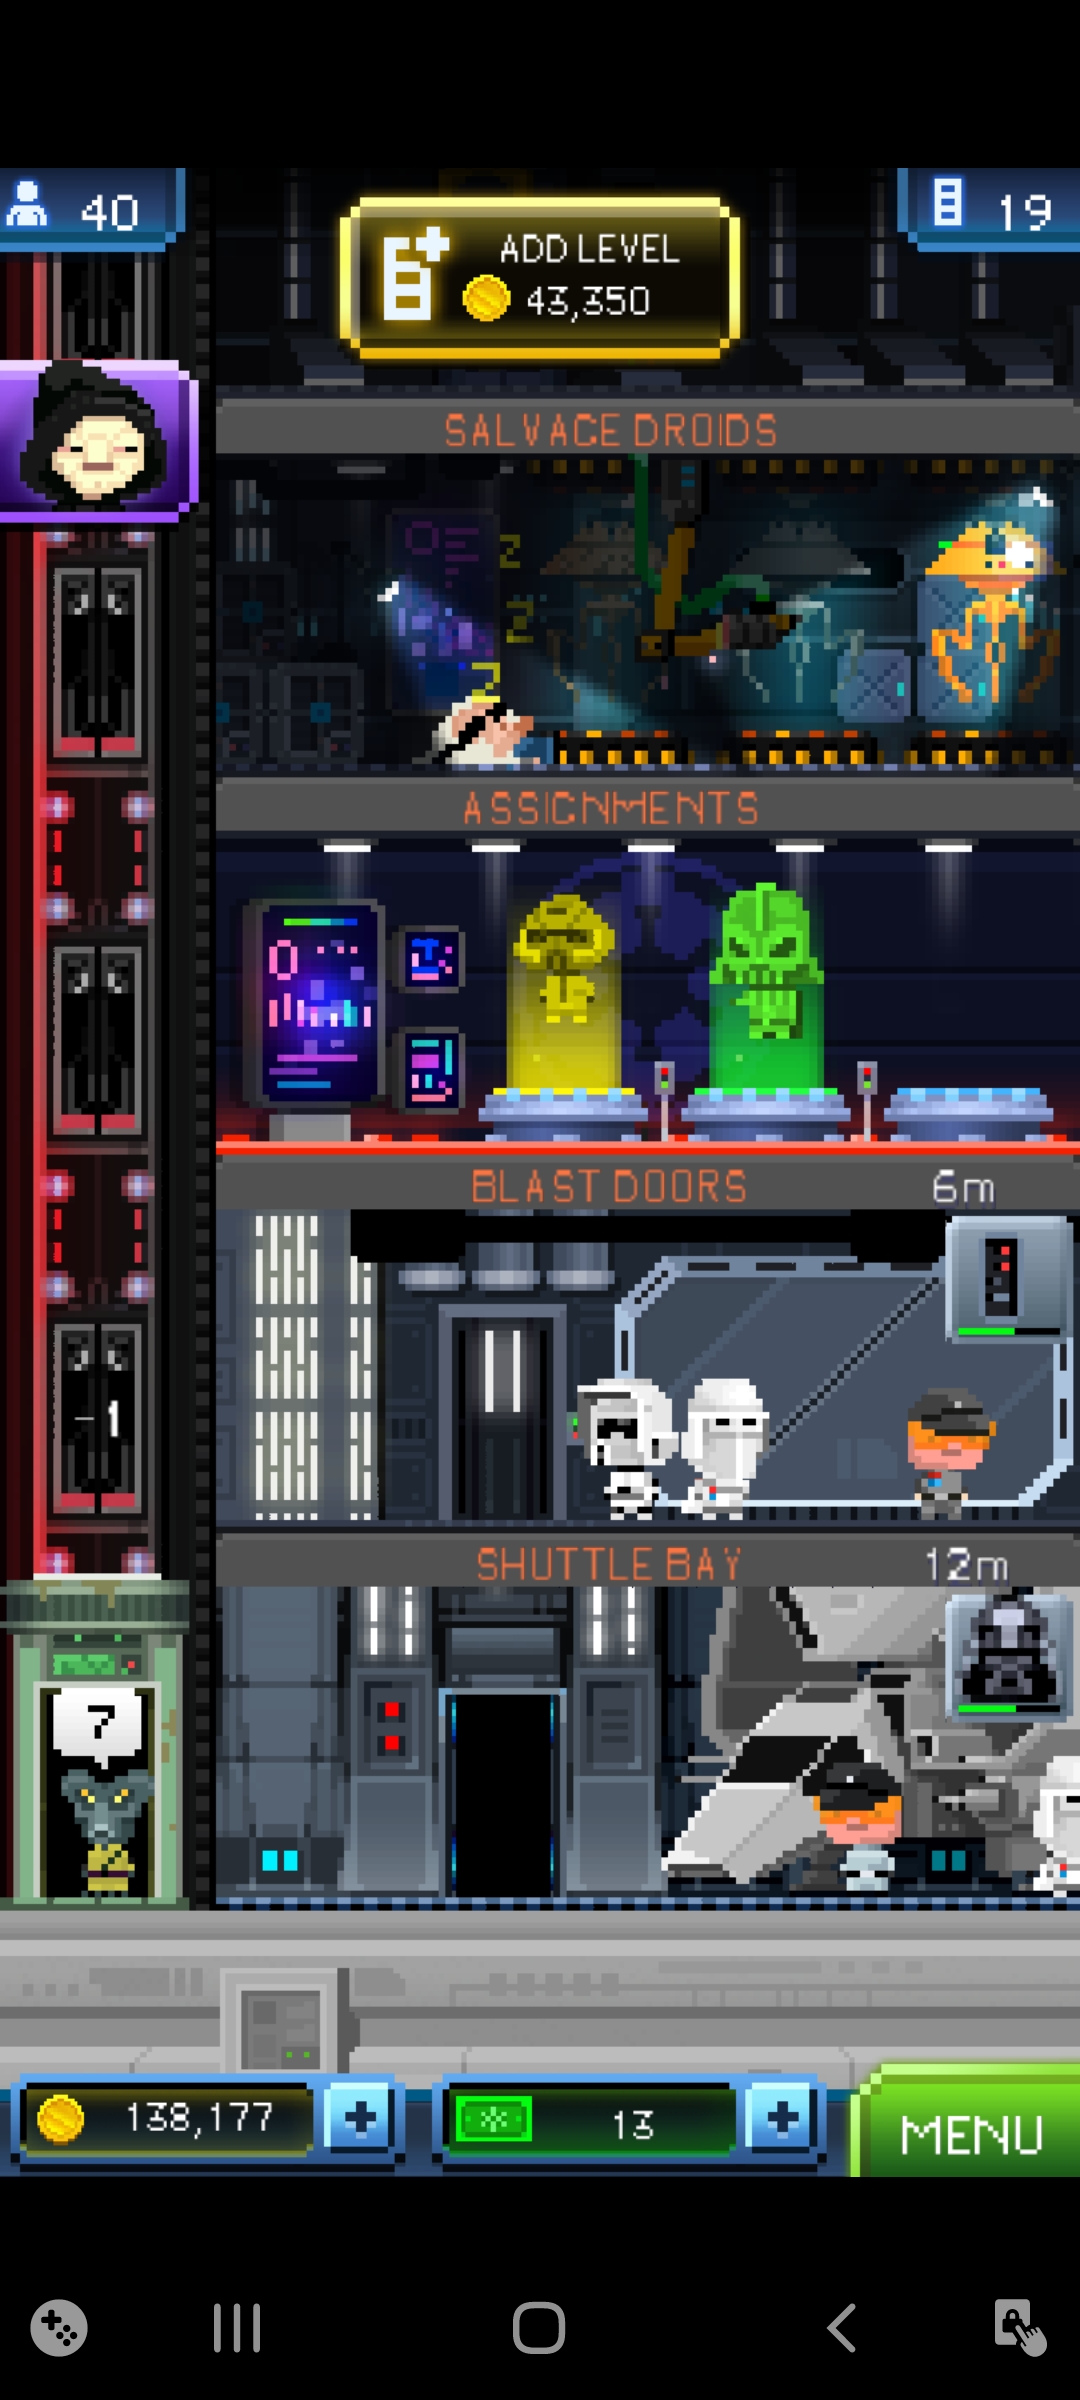 40
ADD LEVEL
43,350
19
SALVAGE DROIDS
Z
Z
Z
ASSIGNMENTS
BLAST DOORS 6m
-1
SHUTTLE BAY 12m
7
138,177
13
MENU